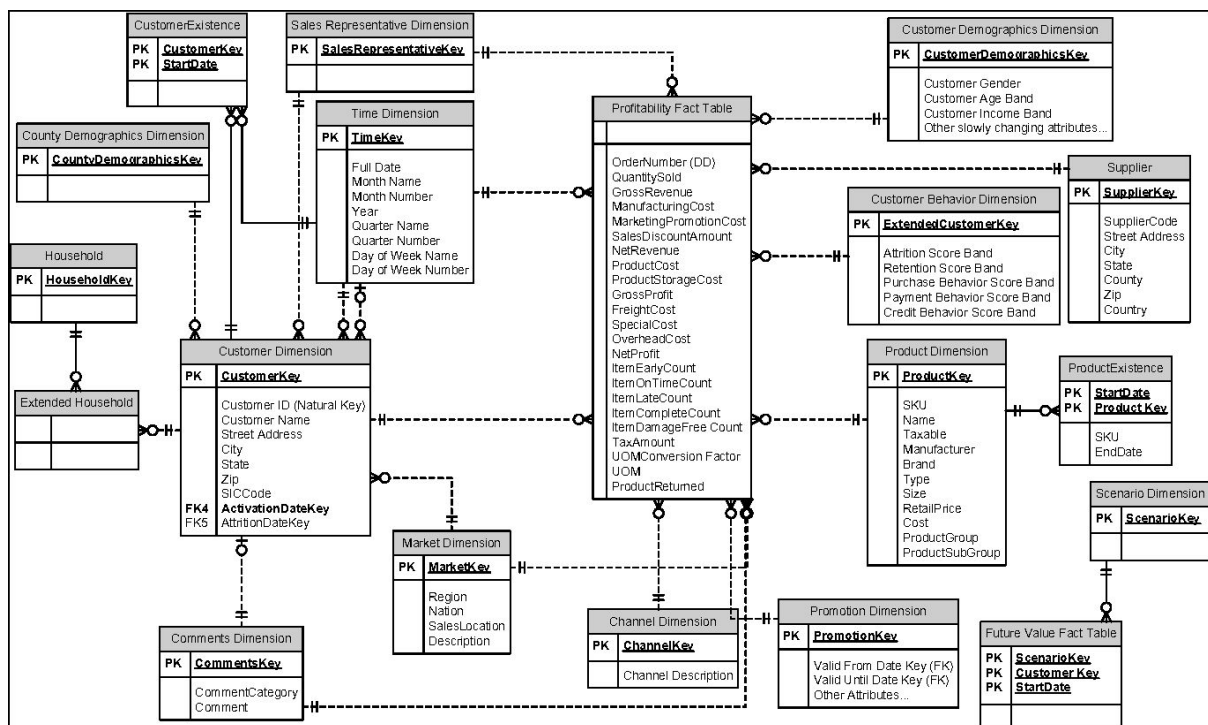 CustomerExistence
PK CustomerKey
PK StartDate
Sales Representative Dimension
PK SalesRepresentativeKey
Customer Demographics Dimension
PK CustomerDemographicsKey
Customer Gender
Customer Age Band
Customer Income Band
Other slowly changing attributes...
County Demographics Dimension
PK CountyDemographicsKey
Time Dimension
PK TimeKey
Full Date
Month Name
Month Number
Year
Quarter Name
Quarter Number
Day of Week Name
Day of Week Number
Profitability Fact Table
OrderNumber (DD)
QuantitySold
GrossRevenue
ManufacturingCost
MarketingPromotionCost
SalesDiscountAmount
NetRevenue
ProductCost
ProductStorageCost
GrossProfit
FreightCost
SpecialCost
OverheadCost
NetProfit
ItemEarlyCount
ItemOnTimeCount
ItemLateCount
ItemCompleteCount
ItemDamageFree Count
TaxAmount
UOMConversion Factor
UOM
ProductReturned
Supplier
PK SupplierKey
SupplierCode
Street Address
City
State
County
Zip
Country
Customer Behavior Dimension
PK ExtendedCustomerKey
Attrition Score Band
Retention Score Band
Purchase Behavior Score Band
Payment Behavior Score Band
Credit Behavior Score Band
Household
PK HouseholdKey
Extended Household
Customer Dimension
PK CustomerKey
Customer ID (Natural Key)
Customer Name
Street Address
City
State
Zip
SICCode
FK4 ActivationDateKey
FK5 AttritionDateKey
Product Dimension
PK ProductKey
SKU
Name
Taxable
Manufacturer
Brand
Type
Size
RetailPrice
Cost
ProductGroup
ProductSubGroup
ProductExistence
PK StartDate
PK Product Key
SKU
EndDate
Scenario Dimension
PK ScenarioKey
Market Dimension
PK MarketKey
Region
Nation
SalesLocation
Description
Comments Dimension
PK CommentsKey
CommentCategory
Comment
Channel Dimension
PK ChannelKey
Channel Description
Promotion Dimension
PK PromotionKey
Valid From Date Key (FK)
Valid Until Date Key (FK)
Other Attributes...
Future Value Fact Table
PK ScenarioKey
PK Customer Key
PK StartDate